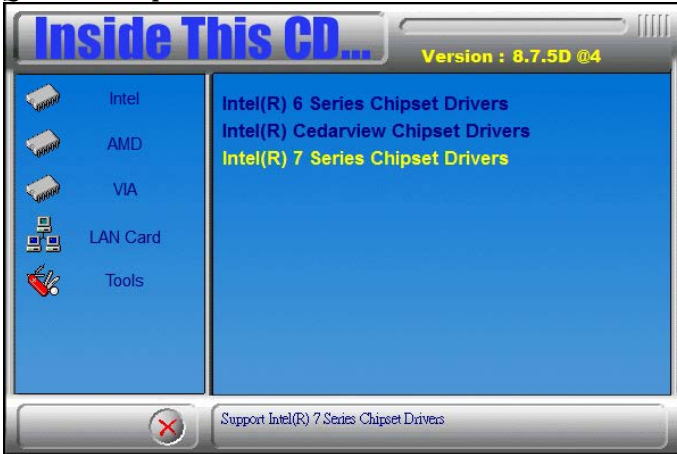 Inside This CD...
Version : 8.7.5D @4
Intel
AMD
VIA
LAN Card
Tools
Intel(R) 6 Series Chipset Drivers
Intel(R) Cedarview Chipset Drivers
Intel(R) 7 Series Chipset Drivers
Support Intel(R) 7 Series Chipset Drivers